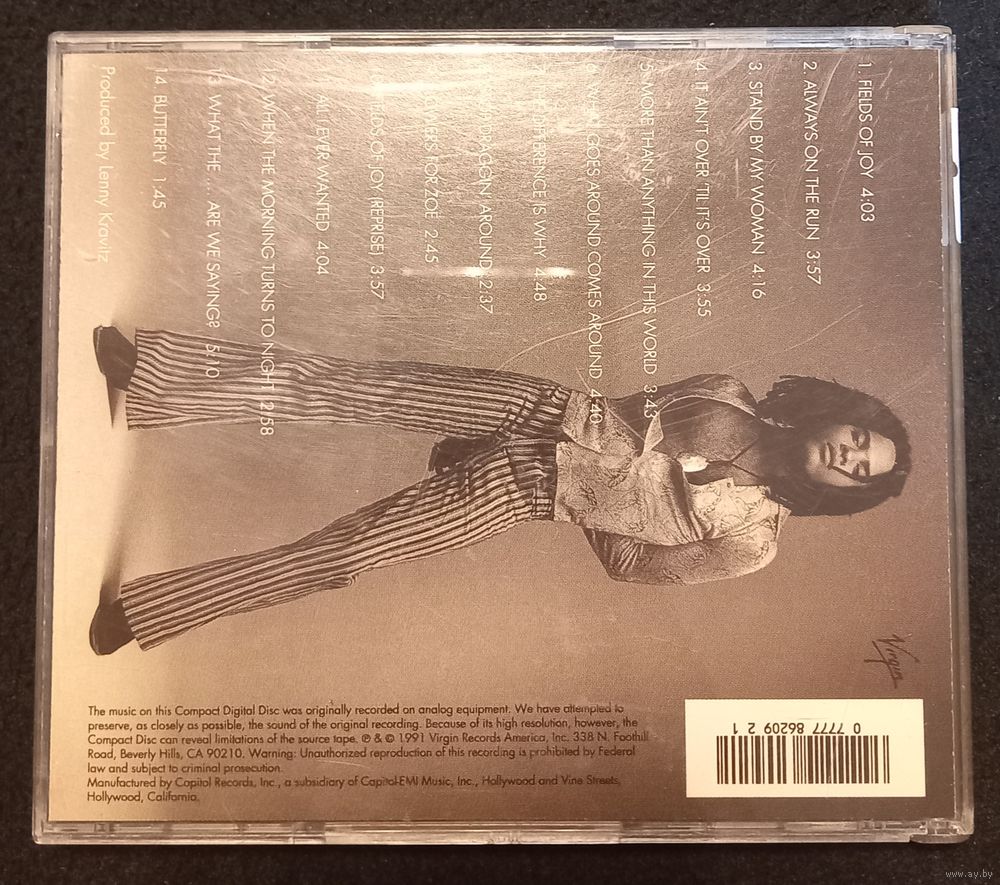 1. FIELDS OF JOY 4:03
2. ALWAYS ON THE RUN 3:57
3. STAND BY MY WOMAN 4:16
4. IT AIN'T OVER 'TIL IT'S OVER 3:55
5. MORE THAN ANYTHING IN THIS WORLD 3:43
6. WHAT GOES AROUND COMES AROUND 4:40
7. THE DIFFERENCE IS WHY 4:48
DRAGGIN' AROUND 2:37
FOR ZOE 2:45
OF JOY (REPRISE) 3:57
ALL I EVER WANTED 4:04
12. WHEN THE MORNING TURNS TO NIGHT 2:58
13. WHAT THE .... ARE WE SAYING? 5:10
14. BUTTERFLY 1:45
Produced by Lenny Kravitz
Virgin
The music on this Compact Digital Disc was originally recorded on analog equipment. We have attempted to
preserve, as closely as possible, the sound of the original recording. Because of its high resolution, however, the
Compact Disc can reveal limitations of the source tape. ℗ & © 1991 Virgin Records America, Inc. 338 N. Foothill
Road, Beverly Hills, CA 90210. Warning: Unauthorized reproduction of this recording is prohibited by Federal
law and subject to criminal prosecution.
Manufactured by Capitol Records, Inc., a subsidiary of Capitol-EMI Music, Inc., Hollywood and Vine Streets,
Hollywood, California.
0 7777 86209 2 1
www.ay.by